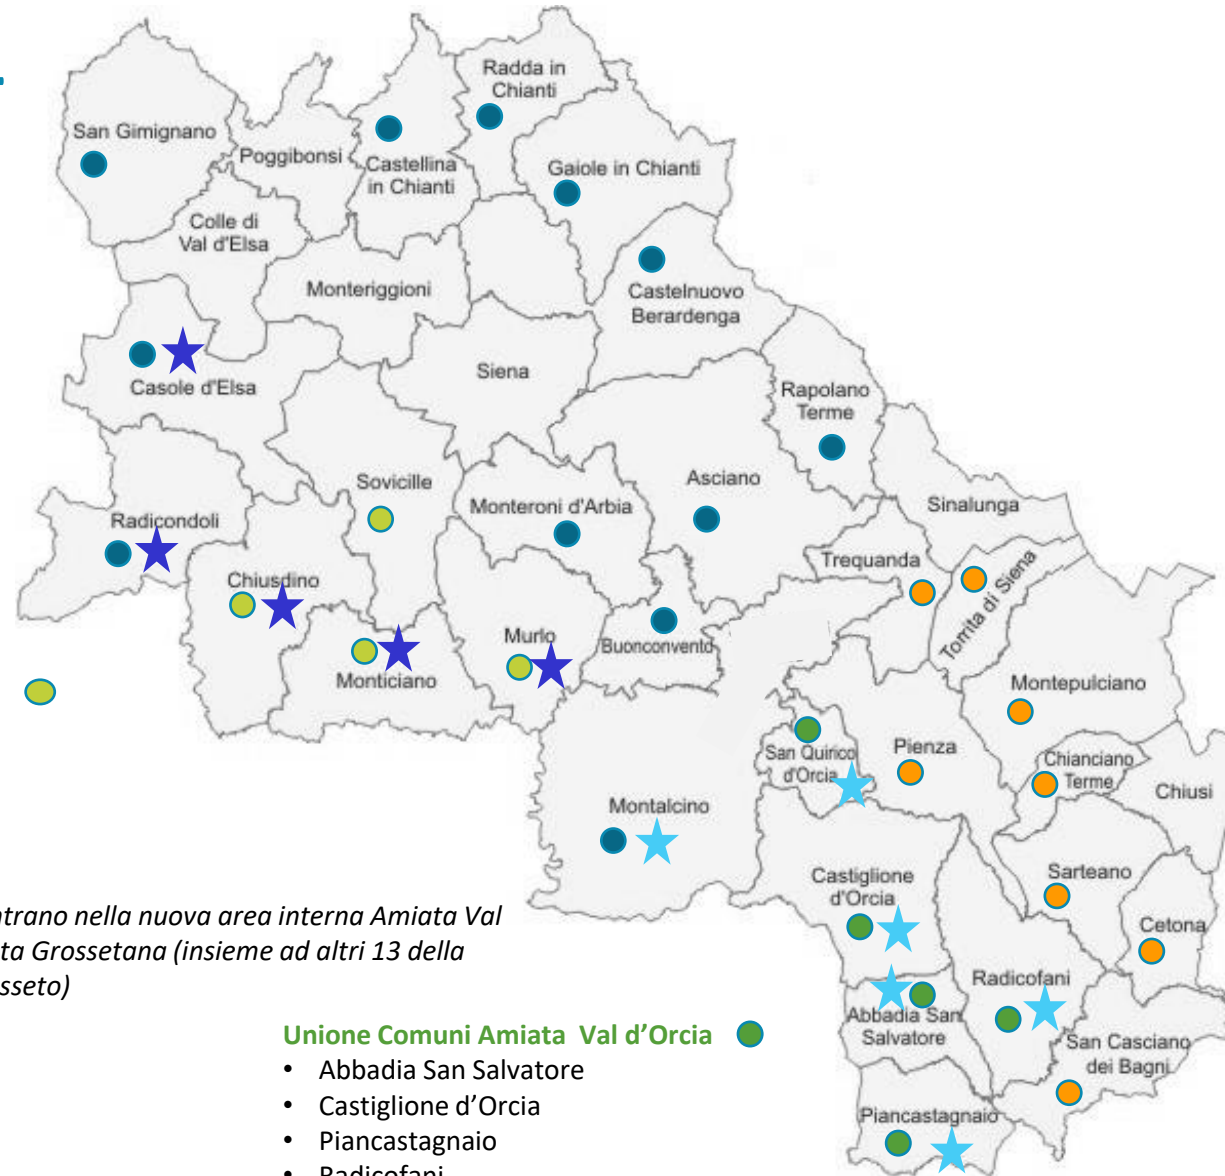 Radda in
Chianti
San Gimignano
Poggibonsi
Castellina
in Chianti
Gaiole in Chianti
Colle di
Val d'Elsa
Monteriggioni
Castelnuovo
Berardenga
Casole d'Elsa
Siena
Rapolano
Terme
Soville
Radicondoli
Monteroni d'Arbia
Asciano
Sinalunga
Chiusdino
Trequanda
Torrita di Siena
Murlo
Buonconvento
Monticiano
Montepulciano
San Quirico
d'Orcia
Pienza
Chianciano
Terme
Chiusi
Montalcino
Castiglione
d'Orcia
Sarteano
Cetona
ntrano nella nuova area interna Amiata Val
ta Grossetana (insieme ad altri 13 della
sseto)
Radicofani
Abbadia San
Salvatore
San Casciano
dei Bagni
Piancastagnaio
Unione Comuni Amiata Val d’Orcia
• Abbadia San Salvatore
• Castiglione d’Orcia
• Piancastagnaio
• Radicofani